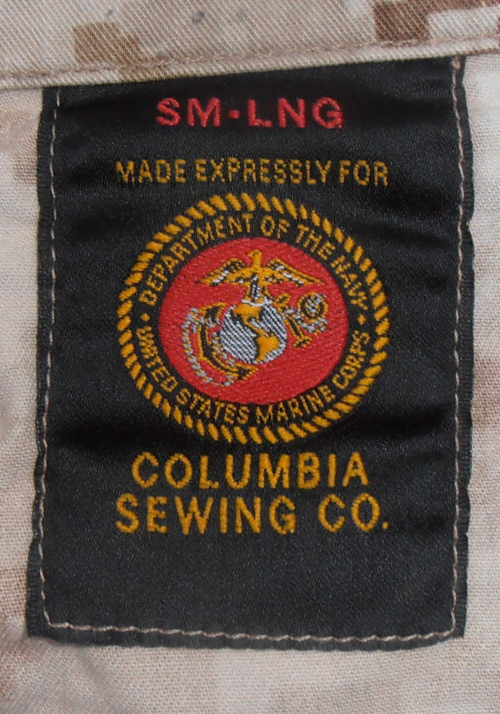 SM-LNG
MADE EXPRESSLY FOR
DEPARTMENT OF THE NAVY
UNITED STATES MARINE CORPS
COLUMBIA
SEWING CO.